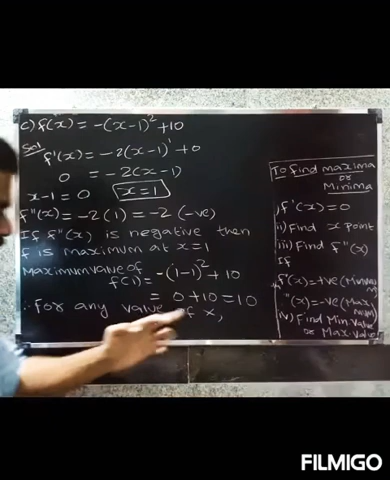 c) f(x) = -(x-1)² + 10
Sol f'(x) = -2(x-1)¹ + 0
0 = -2(x-1)
x-1 = 0 x=1
f"(x) = -2(1) = -2 (-ve)
If f"(x) is negative then
f is maximum at x=1
Maximum value of
f(1) = -(1-1)² + 10
= 0+10 = 10
∴ For any value of x,
To find maxima
or
Minima
i) f'(x)=0
ii) Find x point
iii) Find f"(x)
If
f"(x)=+ve (Minimum)
"(x)=-ve (Maximum)
iv) Find Min.Value
or Max.Value
FILMIGO